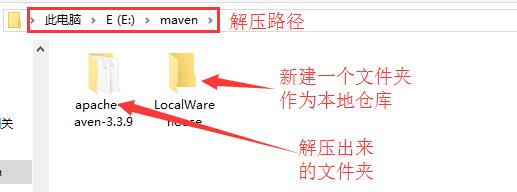 此电脑 > E (E:) > maven > 解压路径
新建一个文件夹
作为本地仓库
apache
aven-3.3.9
LocalWare
house
关
解压出来
的文件夹